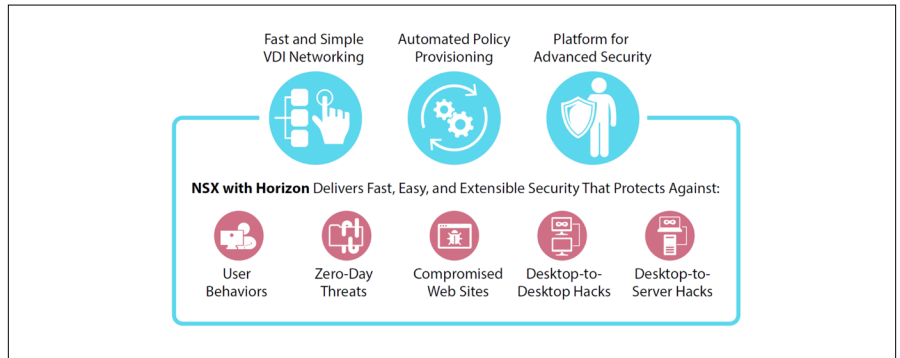 Fast and Simple
VDI Networking
Automated Policy
Provisioning
Platform for
Advanced Security
NSX with Horizon Delivers Fast, Easy, and Extensible Security That Protects Against:
User
Behaviors
Zero-Day
Threats
Compromised
Web Sites
Desktop-to-
Desktop Hacks
Desktop-to-
Server Hacks